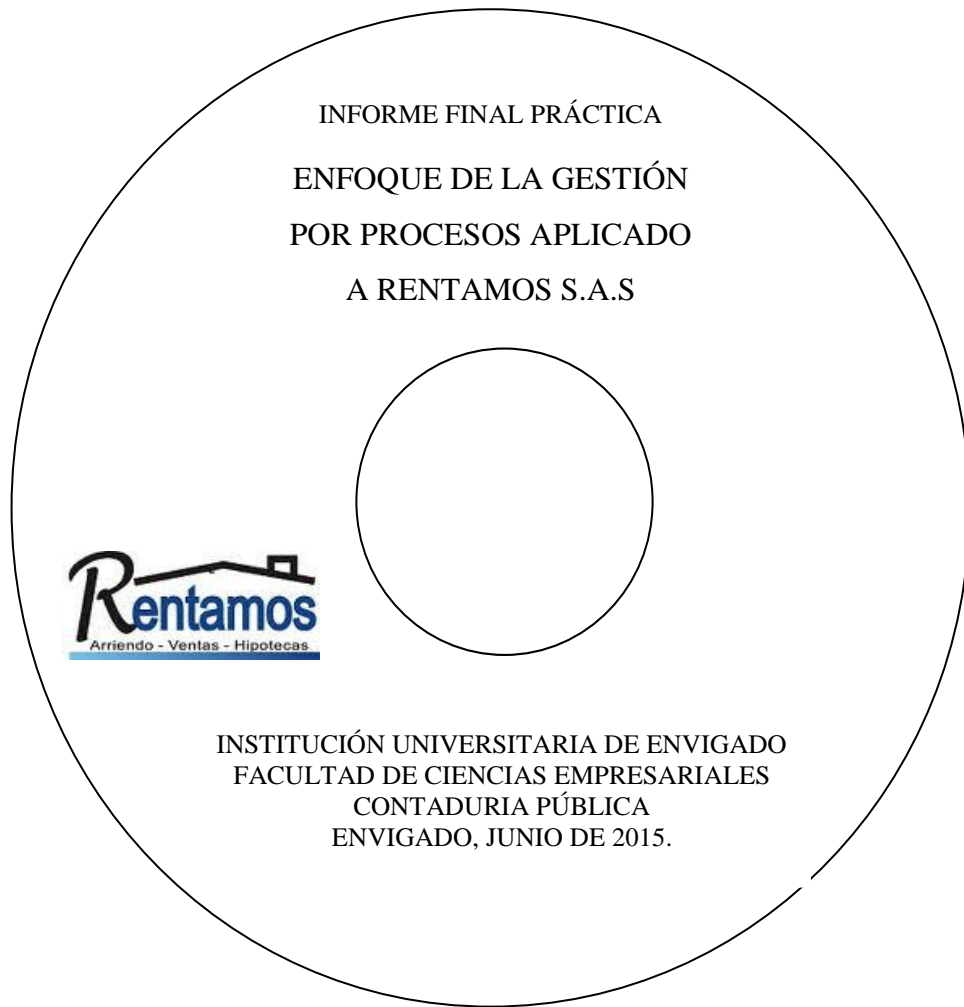 INFORME FINAL PRÁCTICA
ENFOQUE DE LA GESTIÓN
POR PROCESOS APLICADO
A RENTAMOS S.A.S
Rentamos
Arriendo - Ventas - Hipotecas
INSTITUCIÓN UNIVERSITARIA DE ENVIGADO
FACULTAD DE CIENCIAS EMPRESARIALES
CONTADURIA PÚBLICA
ENVIGADO, JUNIO DE 2015.